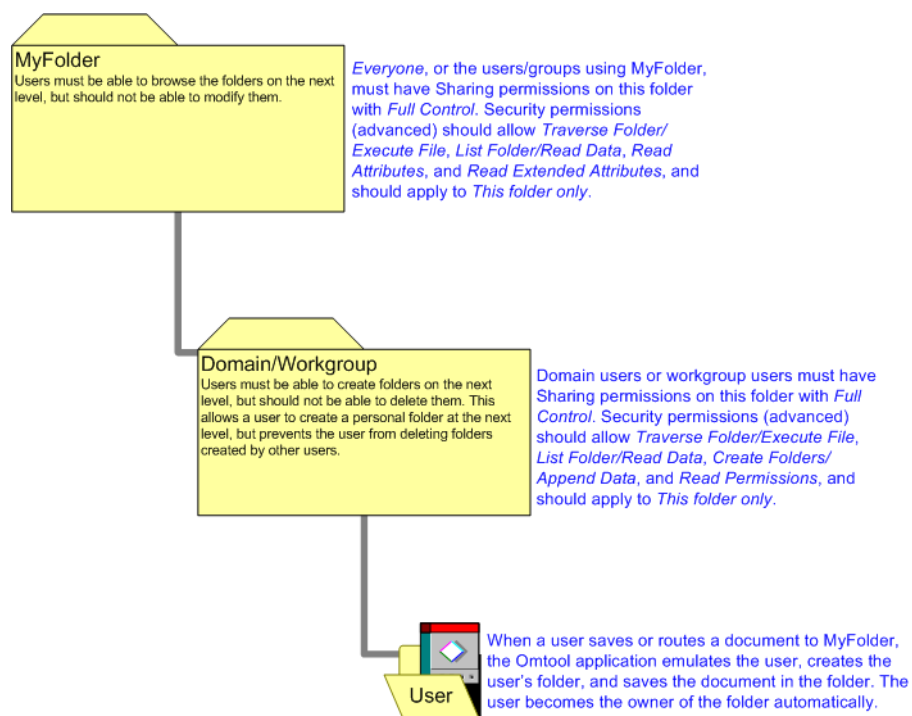 MyFolder
Users must be able to browse the folders on the next
level, but should not be able to modify them.
Everyone, or the users/groups using MyFolder,
must have Sharing permissions on this folder
with Full Control. Security permissions
(advanced) should allow Traverse Folder/
Execute File, List Folder/Read Data, Read
Attributes, and Read Extended Attributes, and
should apply to This folder only.
Domain/Workgroup
Users must be able to create folders on the next
level, but should not be able to delete them. This
allows a user to create a personal folder at the next
level, but prevents the user from deleting folders
created by other users.
Domain users or workgroup users must have
Sharing permissions on this folder with Full
Control. Security permissions (advanced)
should allow Traverse Folder/Execute File,
List Folder/Read Data, Create Folders/
Append Data, and Read Permissions, and
should apply to This folder only.
User
When a user saves or routes a document to MyFolder,
the Omtool application emulates the user, creates the
user's folder, and saves the document in the folder. The
user becomes the owner of the folder automatically.